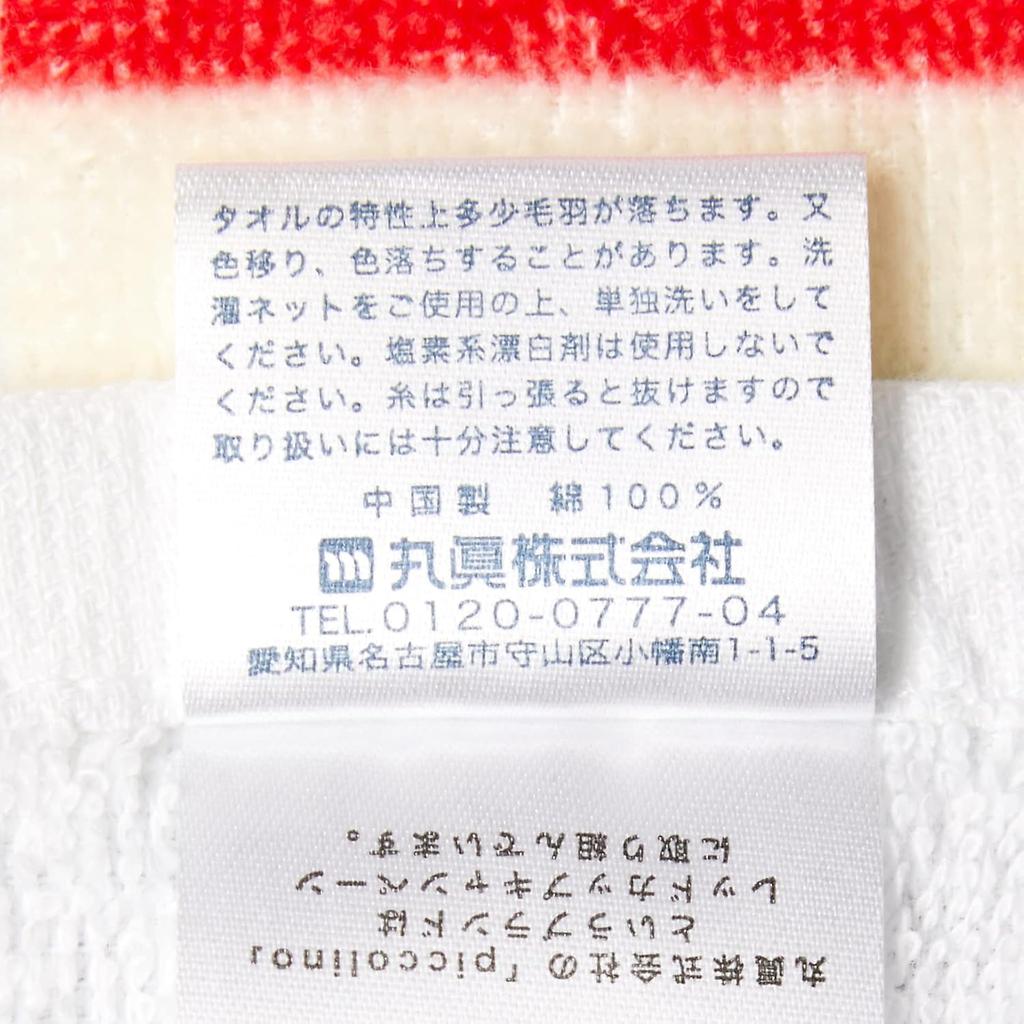 タオルの特性上多少毛羽が落ちます。又
色移り、色落ちすることがあります。洗
濯ネットをご使用の上、単独洗いをして
ください。塩素系漂白剤は使用しないで
ください。糸は引っ張ると抜けますので
取り扱いには十分注意してください。
中国製 綿100%
丸眞株式会社
TEL.0120-0777-04
愛知県名古屋市守山区小幡南1-1-5
丸眞株式会社の「piccolino」
というブランドは
レッドカップキャンペーン
に取り組んでいます。